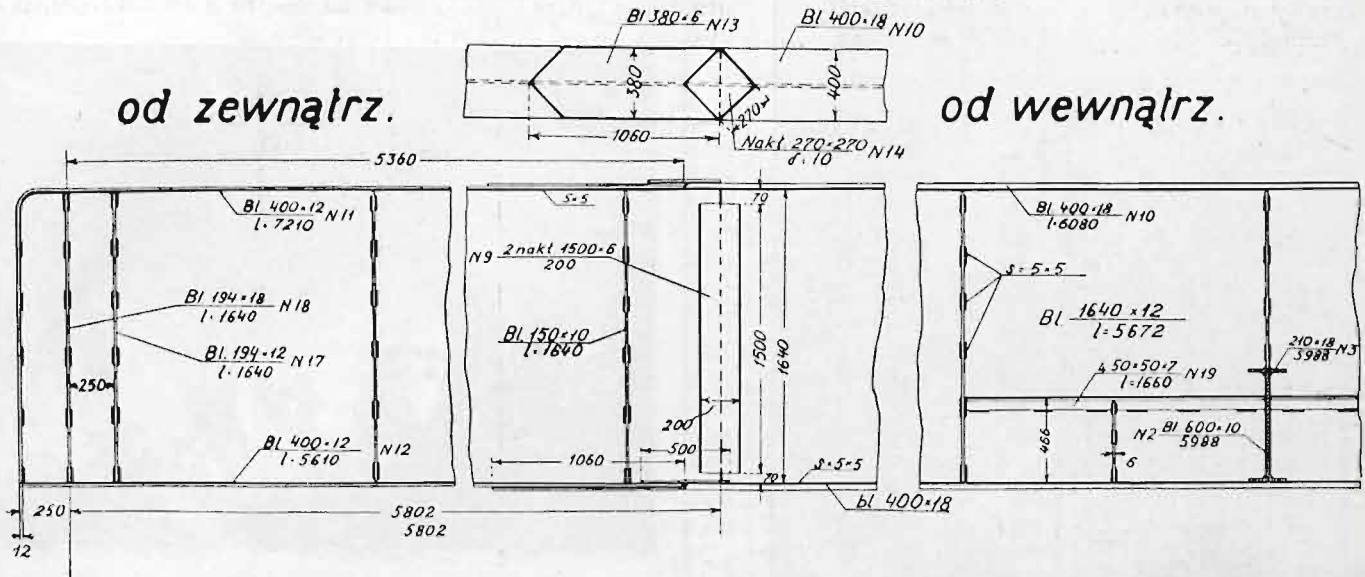 Bl 380×6 N13
Bl 400×18 N10
od zewnątrz.
od wewnątrz.
380
400
270
1060
Nakł 270×270 N14
δ=10
5360
Bl 400×12 N11
l=7210
s=5
70
Bl 400×18 N10
l=6080
N9 2 nakł 1500×6
200
s=5×5
Bl. 194×18 N18
l=1640
Bl. 150×10
l=1640
1500
1640
Bl. 1640×12
l=5672
Bl. 194×12 N17
l=1640
210×18 N3
5988
250
50×50×7 N19
l=1660
200
466
N2 Bl 600×10
5988
Bl 400×12 N12
l=5610
500
1060
6
70
s=5×5
bl 400×18
250
5802
5802
12